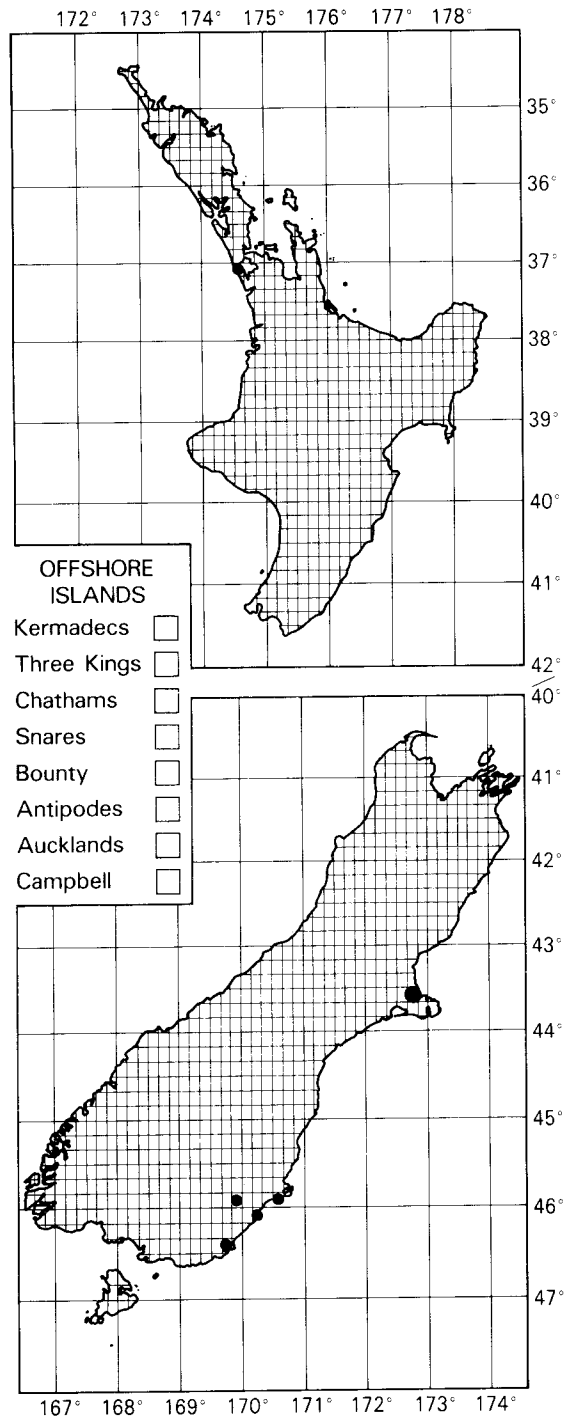 172° 173° 174° 175° 176° 177° 178°
35°
36°
37°
38°
39°
40°
41°
42°
OFFSHORE
ISLANDS
Kermadecs
Three Kings
Chathams
Snares
Bounty
Antipodes
Aucklands
Campbell
40°
41°
42°
43°
44°
45°
46°
47°
167° 168° 169° 170° 171° 172° 173° 174°